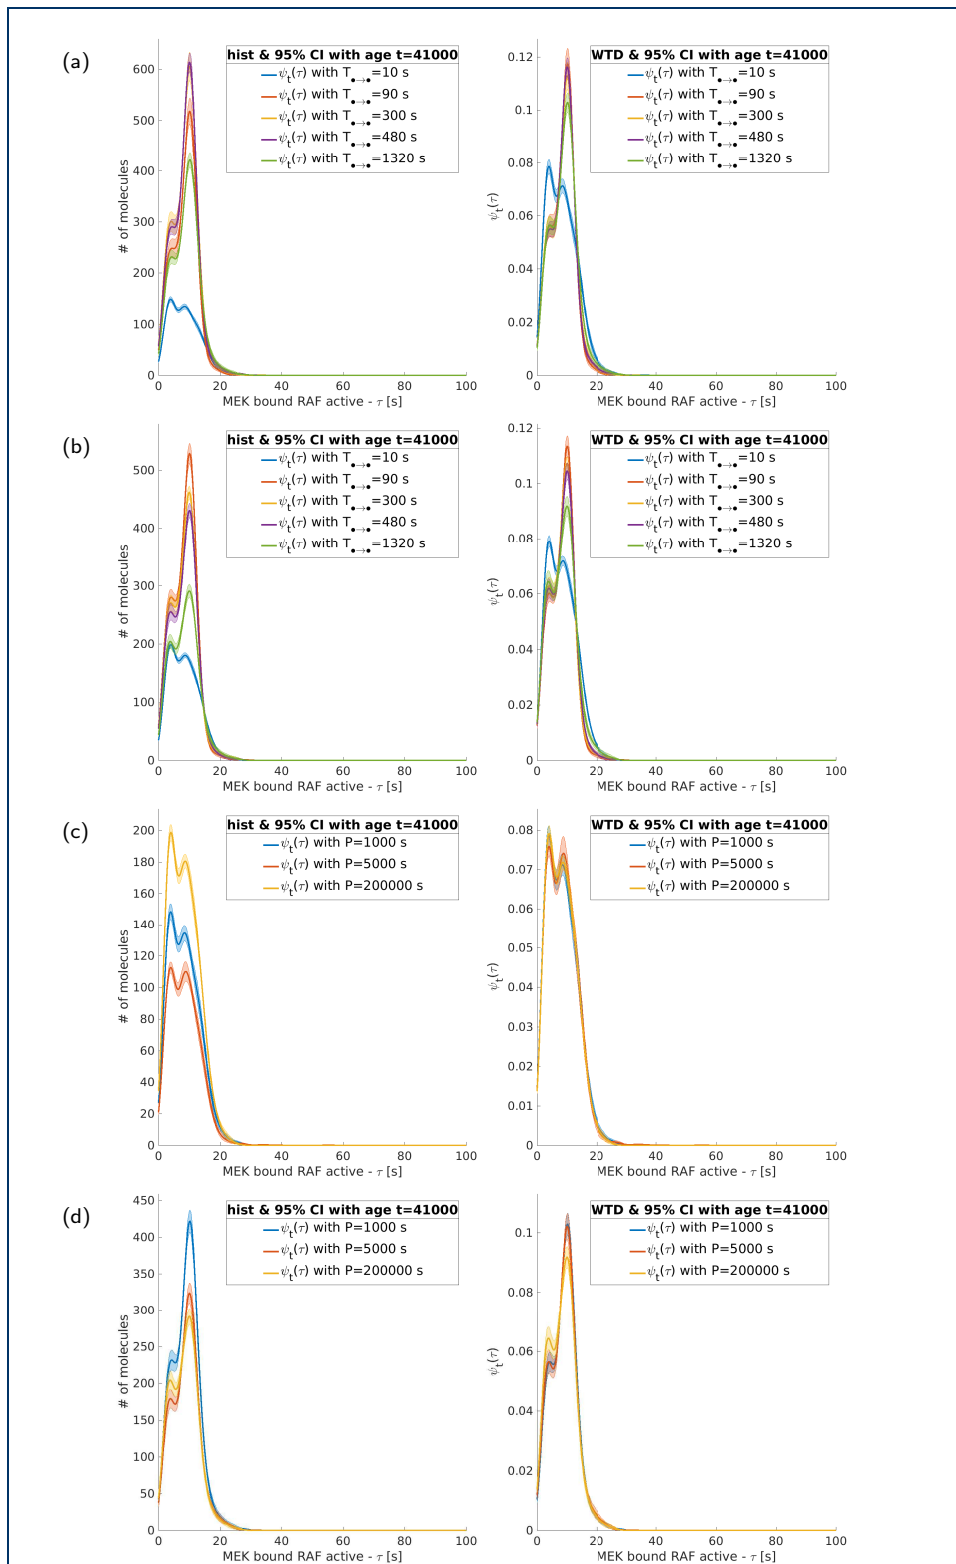 (a)
hist & 95% CI with age t=41000
ψt(τ) with T●→●=10 s
ψt(τ) with T●→●=90 s
ψt(τ) with T●→●=300 s
ψt(τ) with T●→●=480 s
ψt(τ) with T●→●=1320 s
# of molecules
600
500
400
300
200
100
0
0 20 40 60 80 100
MEK bound RAF active - τ [s]
WTD & 95% CI with age t=41000
ψt(τ) with T●→●=10 s
ψt(τ) with T●→●=90 s
ψt(τ) with T●→●=300 s
ψt(τ) with T●→●=480 s
ψt(τ) with T●→●=1320 s
ψt(τ)
0.12
0.1
0.08
0.06
0.04
0.02
0
0 20 40 60 80 100
MEK bound RAF active - τ [s]
(b)
hist & 95% CI with age t=41000
ψt(τ) with T●→●=10 s
ψt(τ) with T●→●=90 s
ψt(τ) with T●→●=300 s
ψt(τ) with T●→●=480 s
ψt(τ) with T●→●=1320 s
# of molecules
500
400
300
200
100
0
0 20 40 60 80 100
MEK bound RAF active - τ [s]
WTD & 95% CI with age t=41000
ψt(τ) with T●→●=10 s
ψt(τ) with T●→●=90 s
ψt(τ) with T●→●=300 s
ψt(τ) with T●→●=480 s
ψt(τ) with T●→●=1320 s
ψt(τ)
0.12
0.1
0.08
0.06
0.04
0.02
0
0 20 40 60 80 100
MEK bound RAF active - τ [s]
(c)
hist & 95% CI with age t=41000
ψt(τ) with P=1000 s
ψt(τ) with P=5000 s
ψt(τ) with P=200000 s
# of molecules
200
180
160
140
120
100
80
60
40
20
0
0 20 40 60 80 100
MEK bound RAF active - τ [s]
WTD & 95% CI with age t=41000
ψt(τ) with P=1000 s
ψt(τ) with P=5000 s
ψt(τ) with P=200000 s
ψt(τ)
0.08
0.07
0.06
0.05
0.04
0.03
0.02
0.01
0
0 20 40 60 80 100
MEK bound RAF active - τ [s]
(d)
hist & 95% CI with age t=41000
ψt(τ) with P=1000 s
ψt(τ) with P=5000 s
ψt(τ) with P=200000 s
# of molecules
450
400
350
300
250
200
150
100
50
0
0 20 40 60 80 100
MEK bound RAF active - τ [s]
WTD & 95% CI with age t=41000
ψt(τ) with P=1000 s
ψt(τ) with P=5000 s
ψt(τ) with P=200000 s
ψt(τ)
0.1
0.08
0.06
0.04
0.02
0
0 20 40 60 80 100
MEK bound RAF active - τ [s]